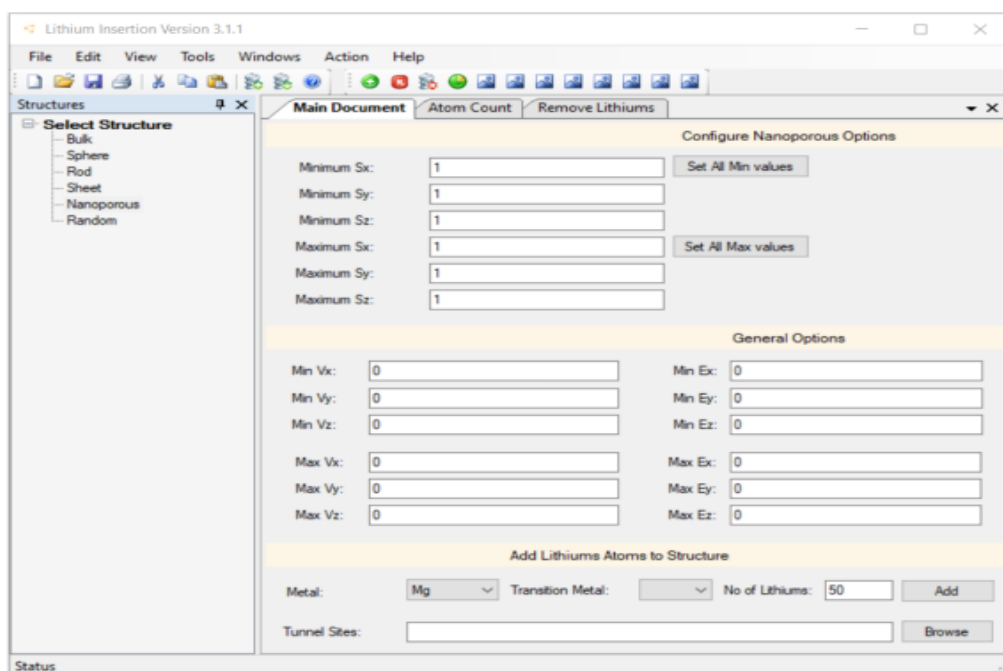 Lithium Insertion Version 3.1.1
File Edit View Tools Windows Action Help
Structures
Select Structure
Bulk
Sphere
Rod
Sheet
Nanoporous
Random
Main Document Atom Count Remove Lithiums
Configure Nanoporous Options
Minimum Sx: 1 Set All Min values
Minimum Sy: 1
Minimum Sz: 1
Maximum Sx: 1 Set All Max values
Maximum Sy: 1
Maximum Sz: 1
General Options
Min Vx: 0 Min Ex: 0
Min Vy: 0 Min Ey: 0
Min Vz: 0 Min Ez: 0
Max Vx: 0 Max Ex: 0
Max Vy: 0 Max Ey: 0
Max Vz: 0 Max Ez: 0
Add Lithiums Atoms to Structure
Metal: Mg Transition Metal: No of Lithiums: 50 Add
Tunnel Sites: Browse
Status